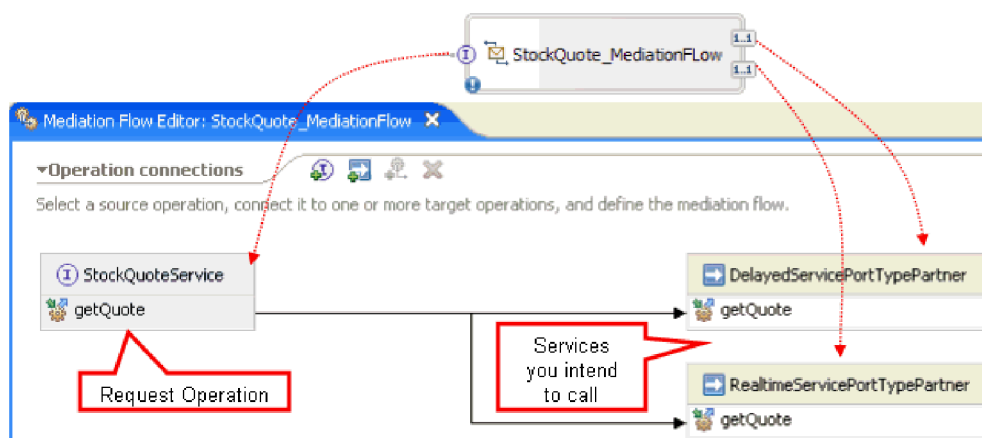 1..1
StockQuote_MediationFLow
1..1
Mediation Flow Editor: StockQuote_MediationFlow
Operation connections
Select a source operation, connect it to one or more target operations, and define the mediation flow.
I StockQuoteService
getQuote
DelayedServicePortTypePartner
getQuote
Request Operation
Services
you intend
to call
RealtimeServicePortTypePartner
getQuote